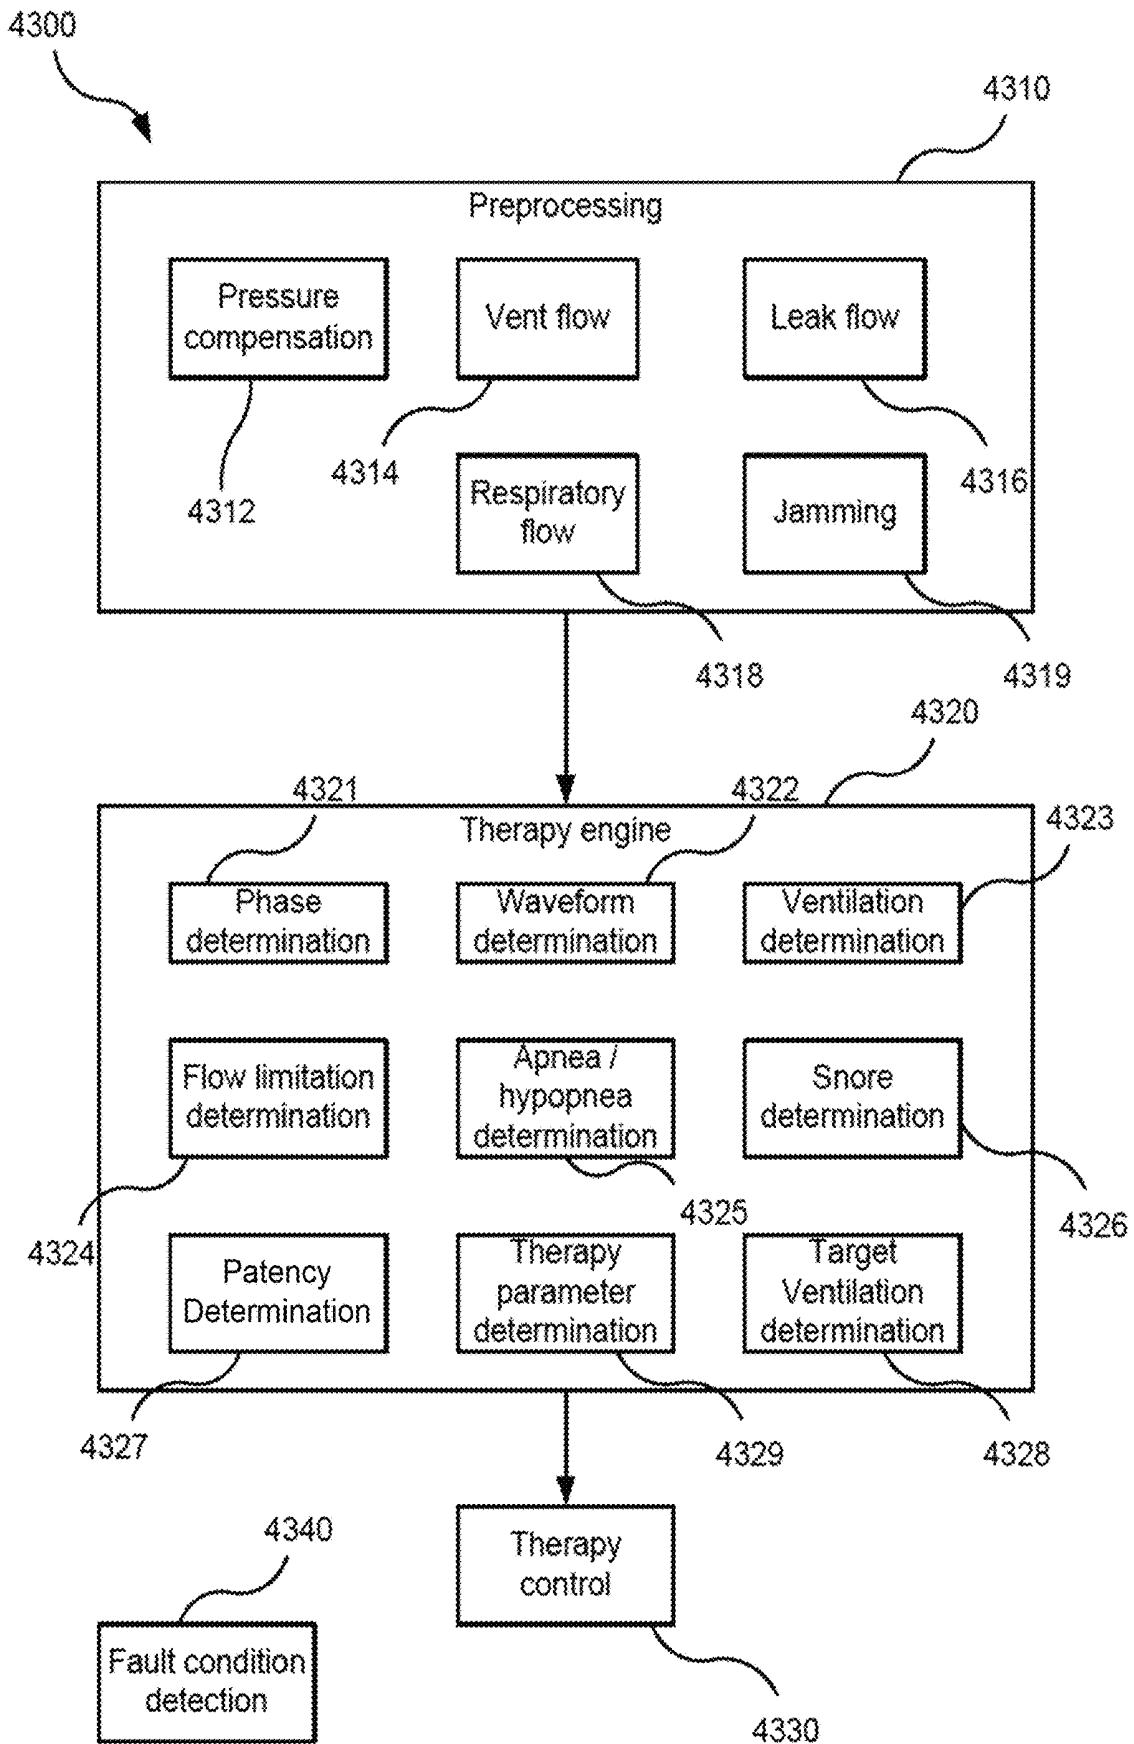 4300
4310
Preprocessing
Pressure
compensation
Vent flow
Leak flow
4312
4314
4316
Respiratory
flow
Jamming
4318
4319
4320
4321
4322
4323
Therapy engine
Phase
determination
Waveform
determination
Ventilation
determination
Flow limitation
determination
Apnea /
hypopnea
determination
Snore
determination
4324
4325
4326
Patency
Determination
Therapy
parameter
determination
Target
Ventilation
determination
4327
4329
4328
4340
Therapy
control
Fault condition
detection
4330